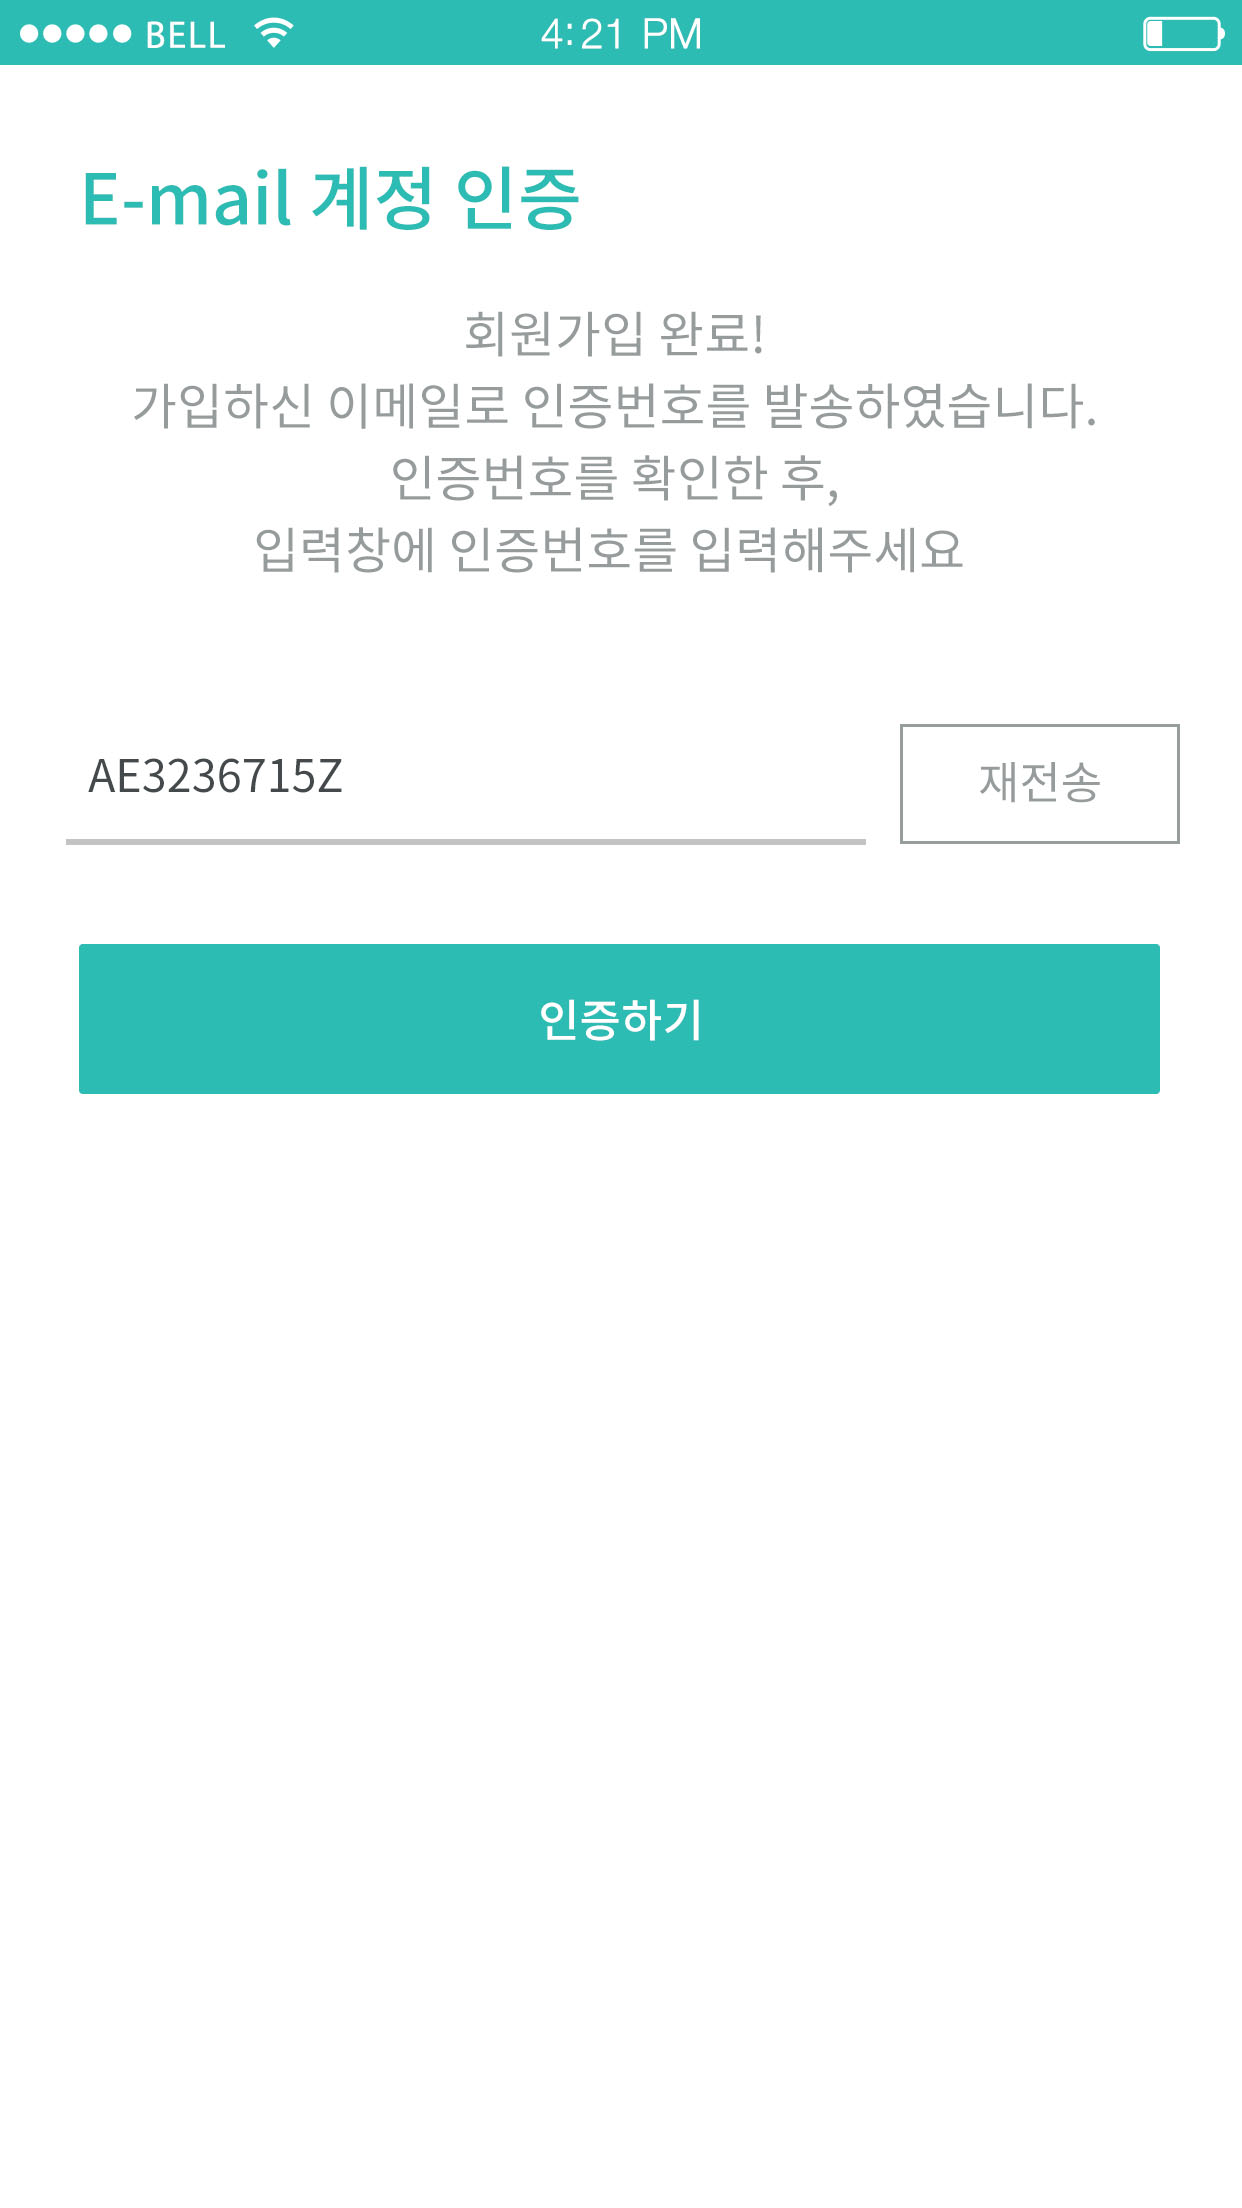 BELL
4:21 PM
E-mail 계정 인증
회원가입 완료!
가입하신 이메일로 인증번호를 발송하였습니다.
인증번호를 확인한 후,
입력창에 인증번호를 입력해주세요
AE3236715Z
재전송
인증하기